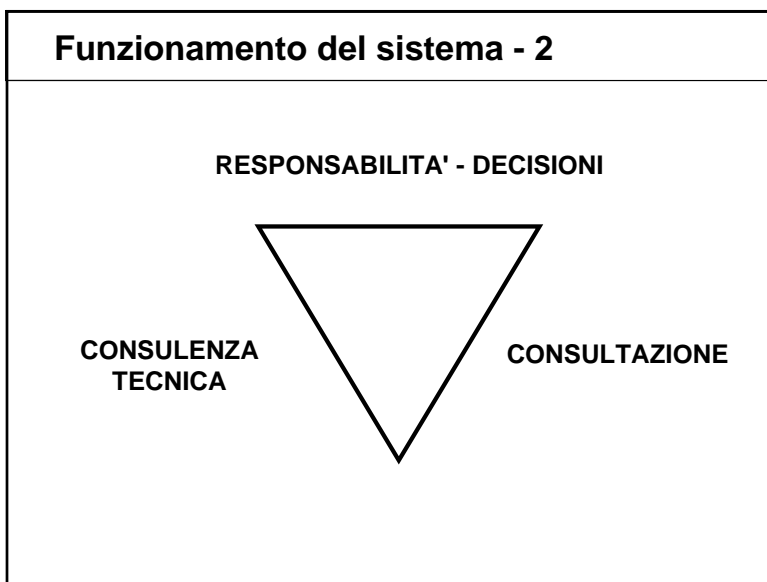 Funzionamento del sistema - 2
RESPONSABILITA' - DECISIONI
CONSULENZA
TECNICA
CONSULTAZIONE